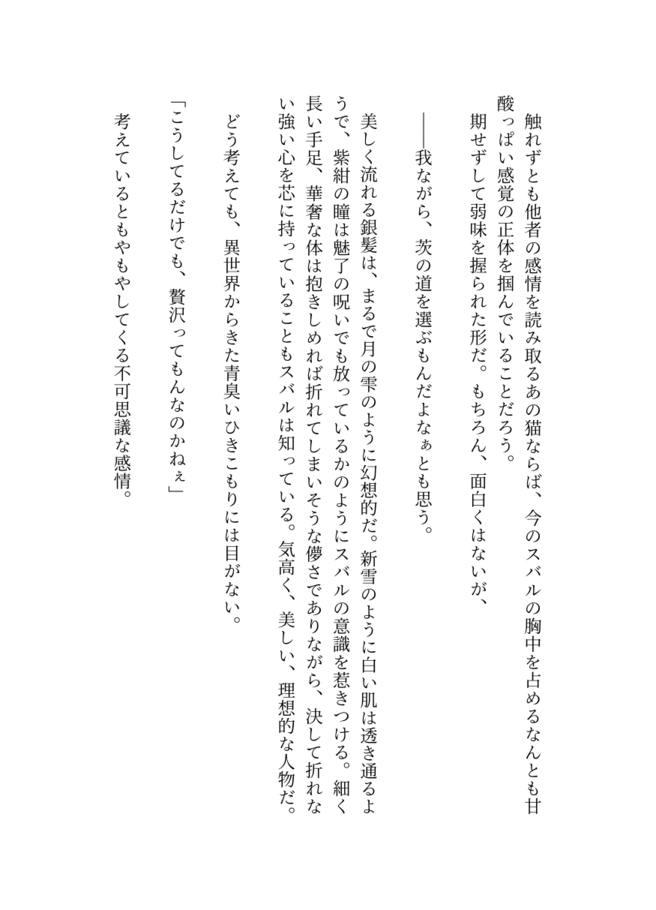 触れずとも他者の感情を読み取るあの猫ならば、今のスバルの胸中を占めるなんとも甘
酸っぱい感覚の正体を掴んでいることだろう。
期せずして弱味を握られた形だ。もちろん、面白くはないが、
――我ながら、茨の道を選ぶもんだよなぁとも思う。
美しく流れる銀髪は、まるで月の雫のように幻想的だ。新雪のように白い肌は透き通るよ
うで、紫紺の瞳は魅了の呪いでも放っているかのようにスバルの意識を惹きつける。細く
長い手足、華奢な体は抱きしめれば折れてしまいそうな儚さでありながら、決して折れな
い強い心を芯に持っていることもスバルは知っている。気高く、美しい、理想的な人物だ。
どう考えても、異世界からきた青臭いひきこもりには目がない。
「こうしてるだけでも、贅沢ってもんなのかねぇ」
考えているともやもやしてくる不可思議な感情。